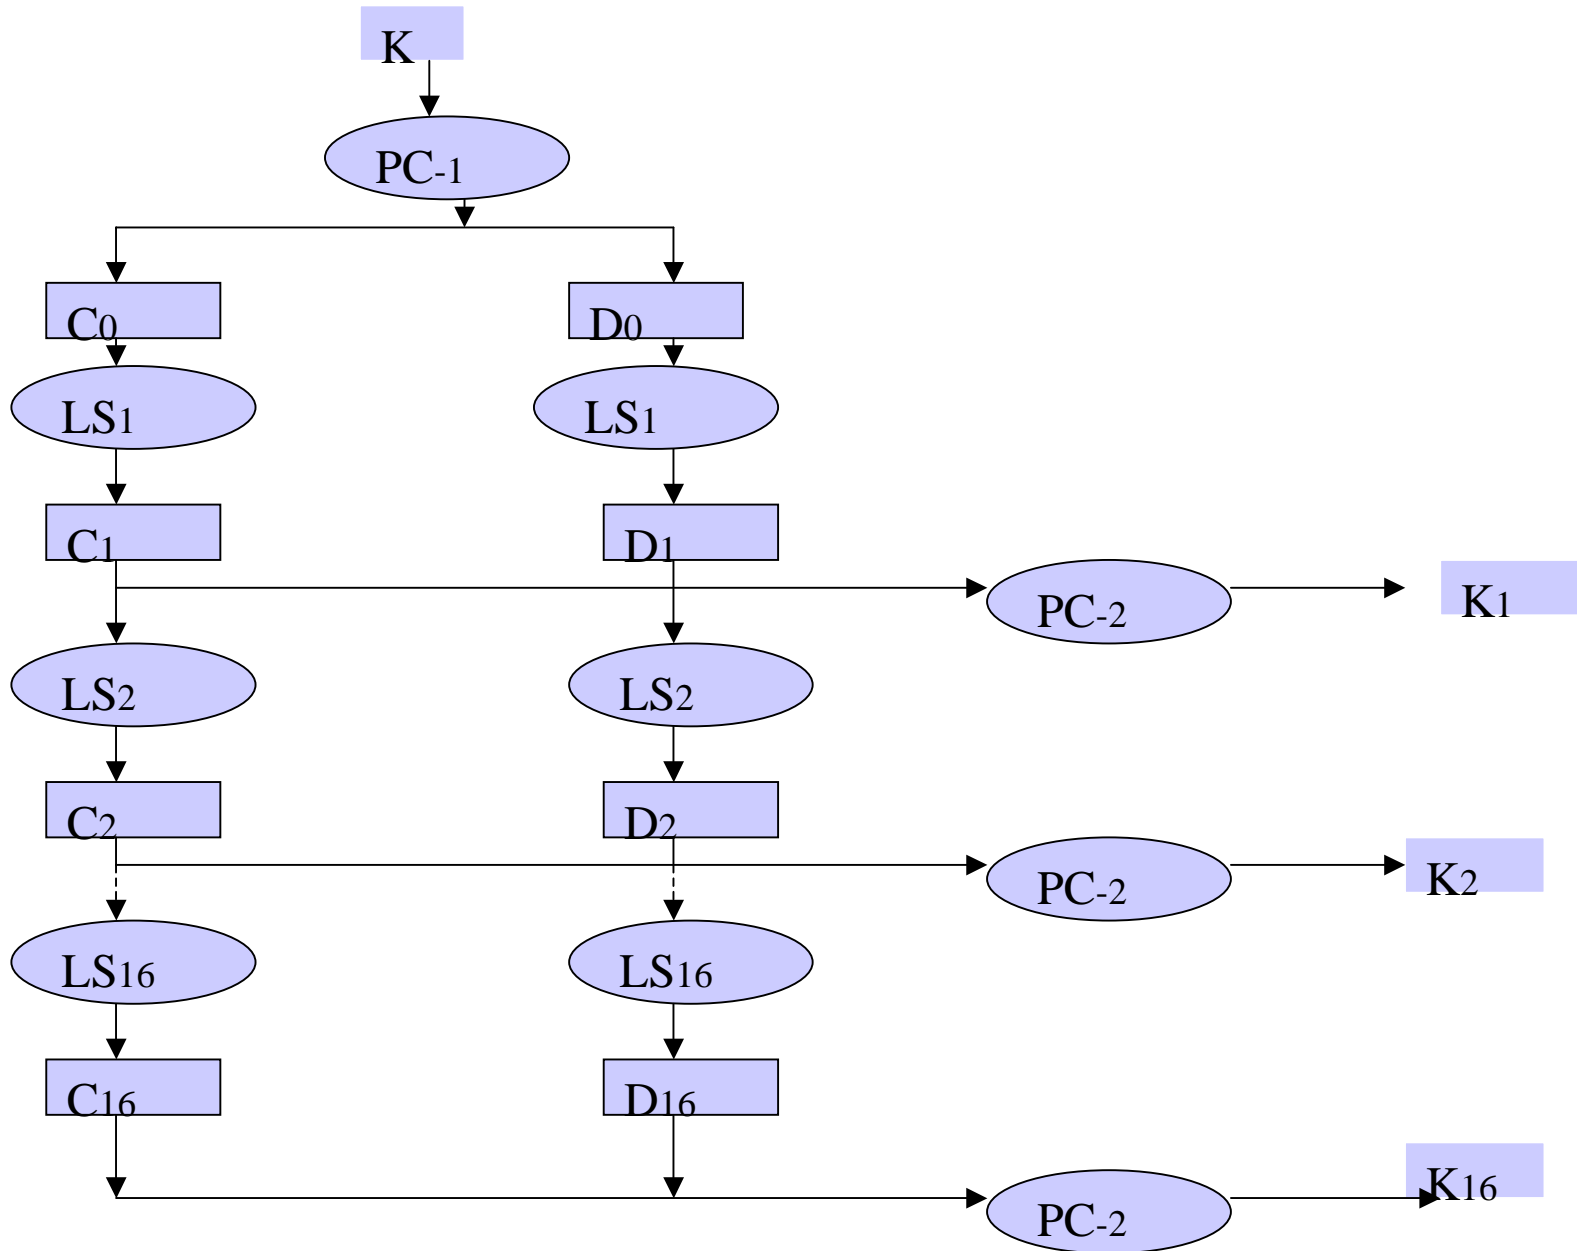 K
PC-1
C0 D0
LS1 LS1
C1 D1
PC-2 K1
LS2 LS2
C2 D2
PC-2 K2
LS16 LS16
C16 D16
PC-2 K16